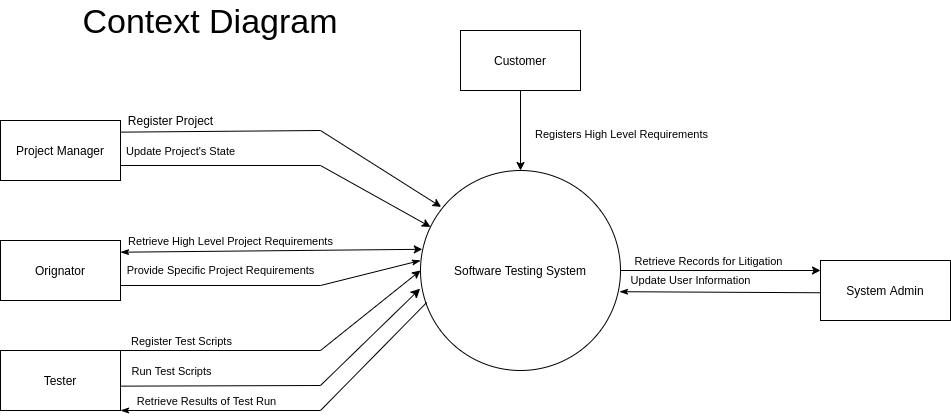 Context Diagram
Customer
Register Project
Registers High Level Requirements
Project Manager
Update Project's State
Retrieve High Level Project Requirements
Orignator
Provide Specific Project Requirements
Software Testing System
Retrieve Records for Litigation
Update User Information
System Admin
Register Test Scripts
Run Test Scripts
Tester
Retrieve Results of Test Run